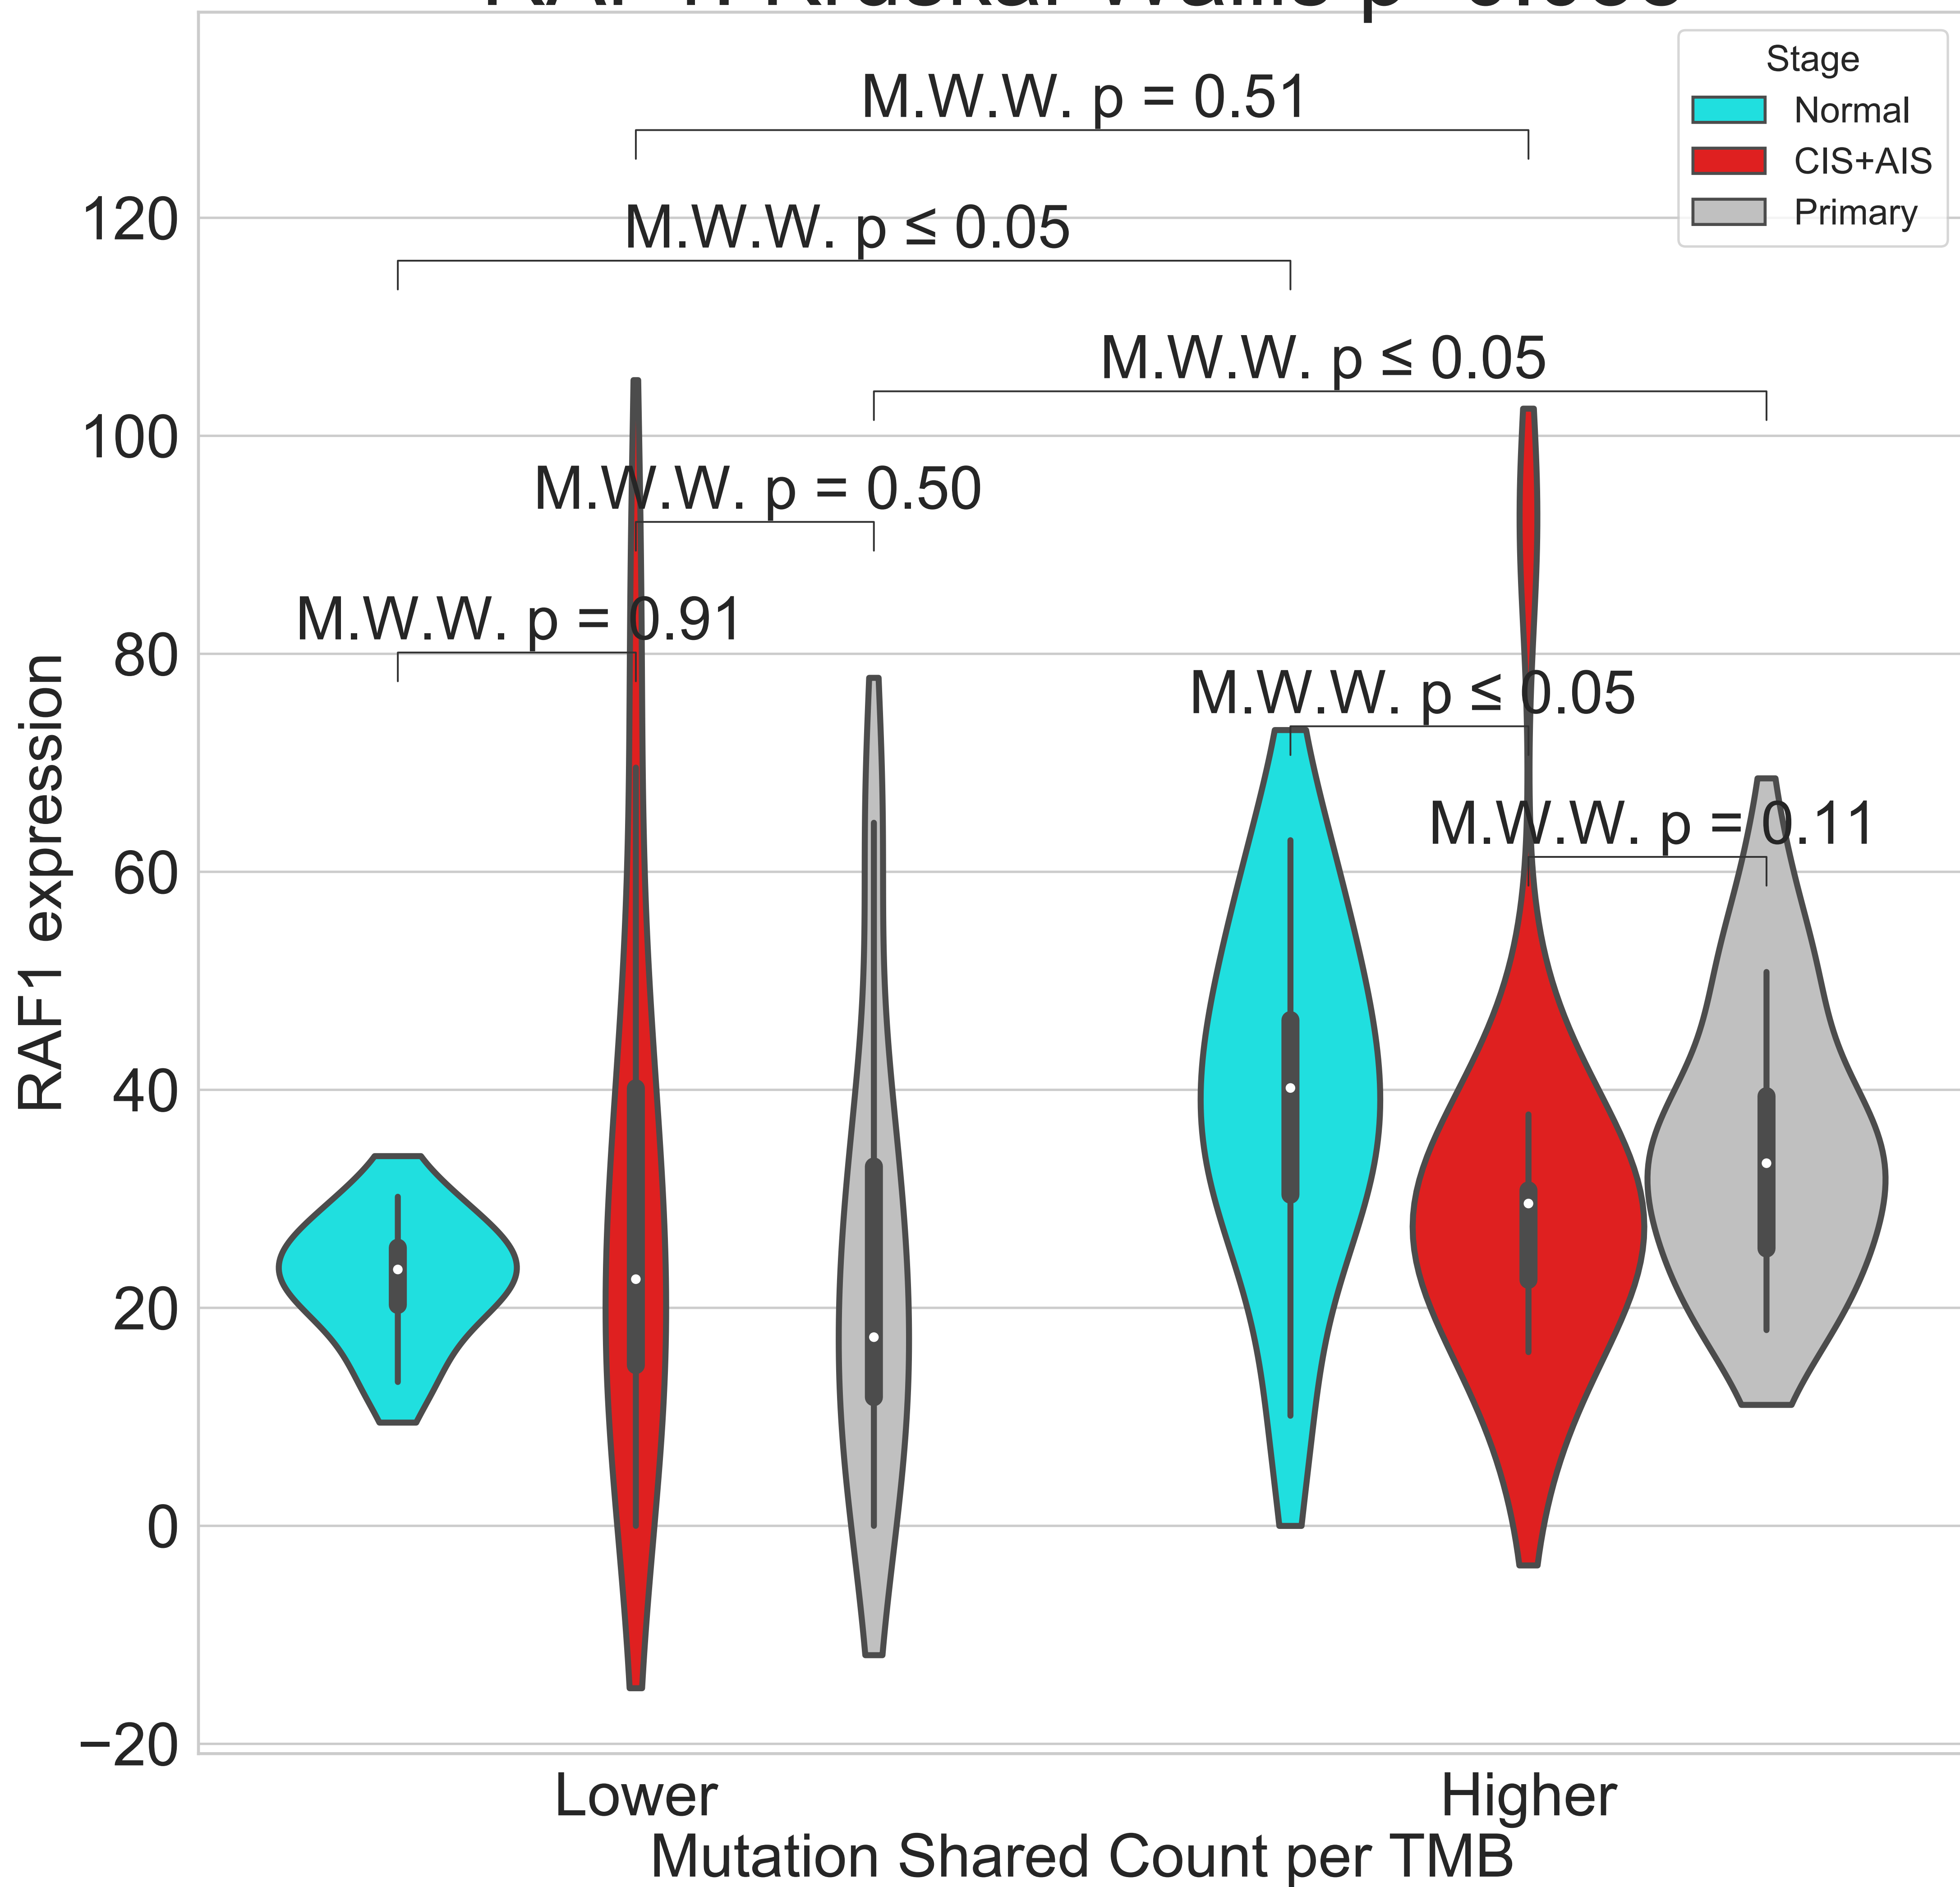 Stage
Normal
CIS+AIS
Primary
M.W.W. p = 0.51
M.W.W. p ≤ 0.05
M.W.W. p ≤ 0.05
M.W.W. p = 0.50
M.W.W. p = 0.91
M.W.W. p ≤ 0.05
M.W.W. p = 0.11
120
100
80
60
40
20
0
−20
RAF1 expression
Lower
Higher
Mutation Shared Count per TMB